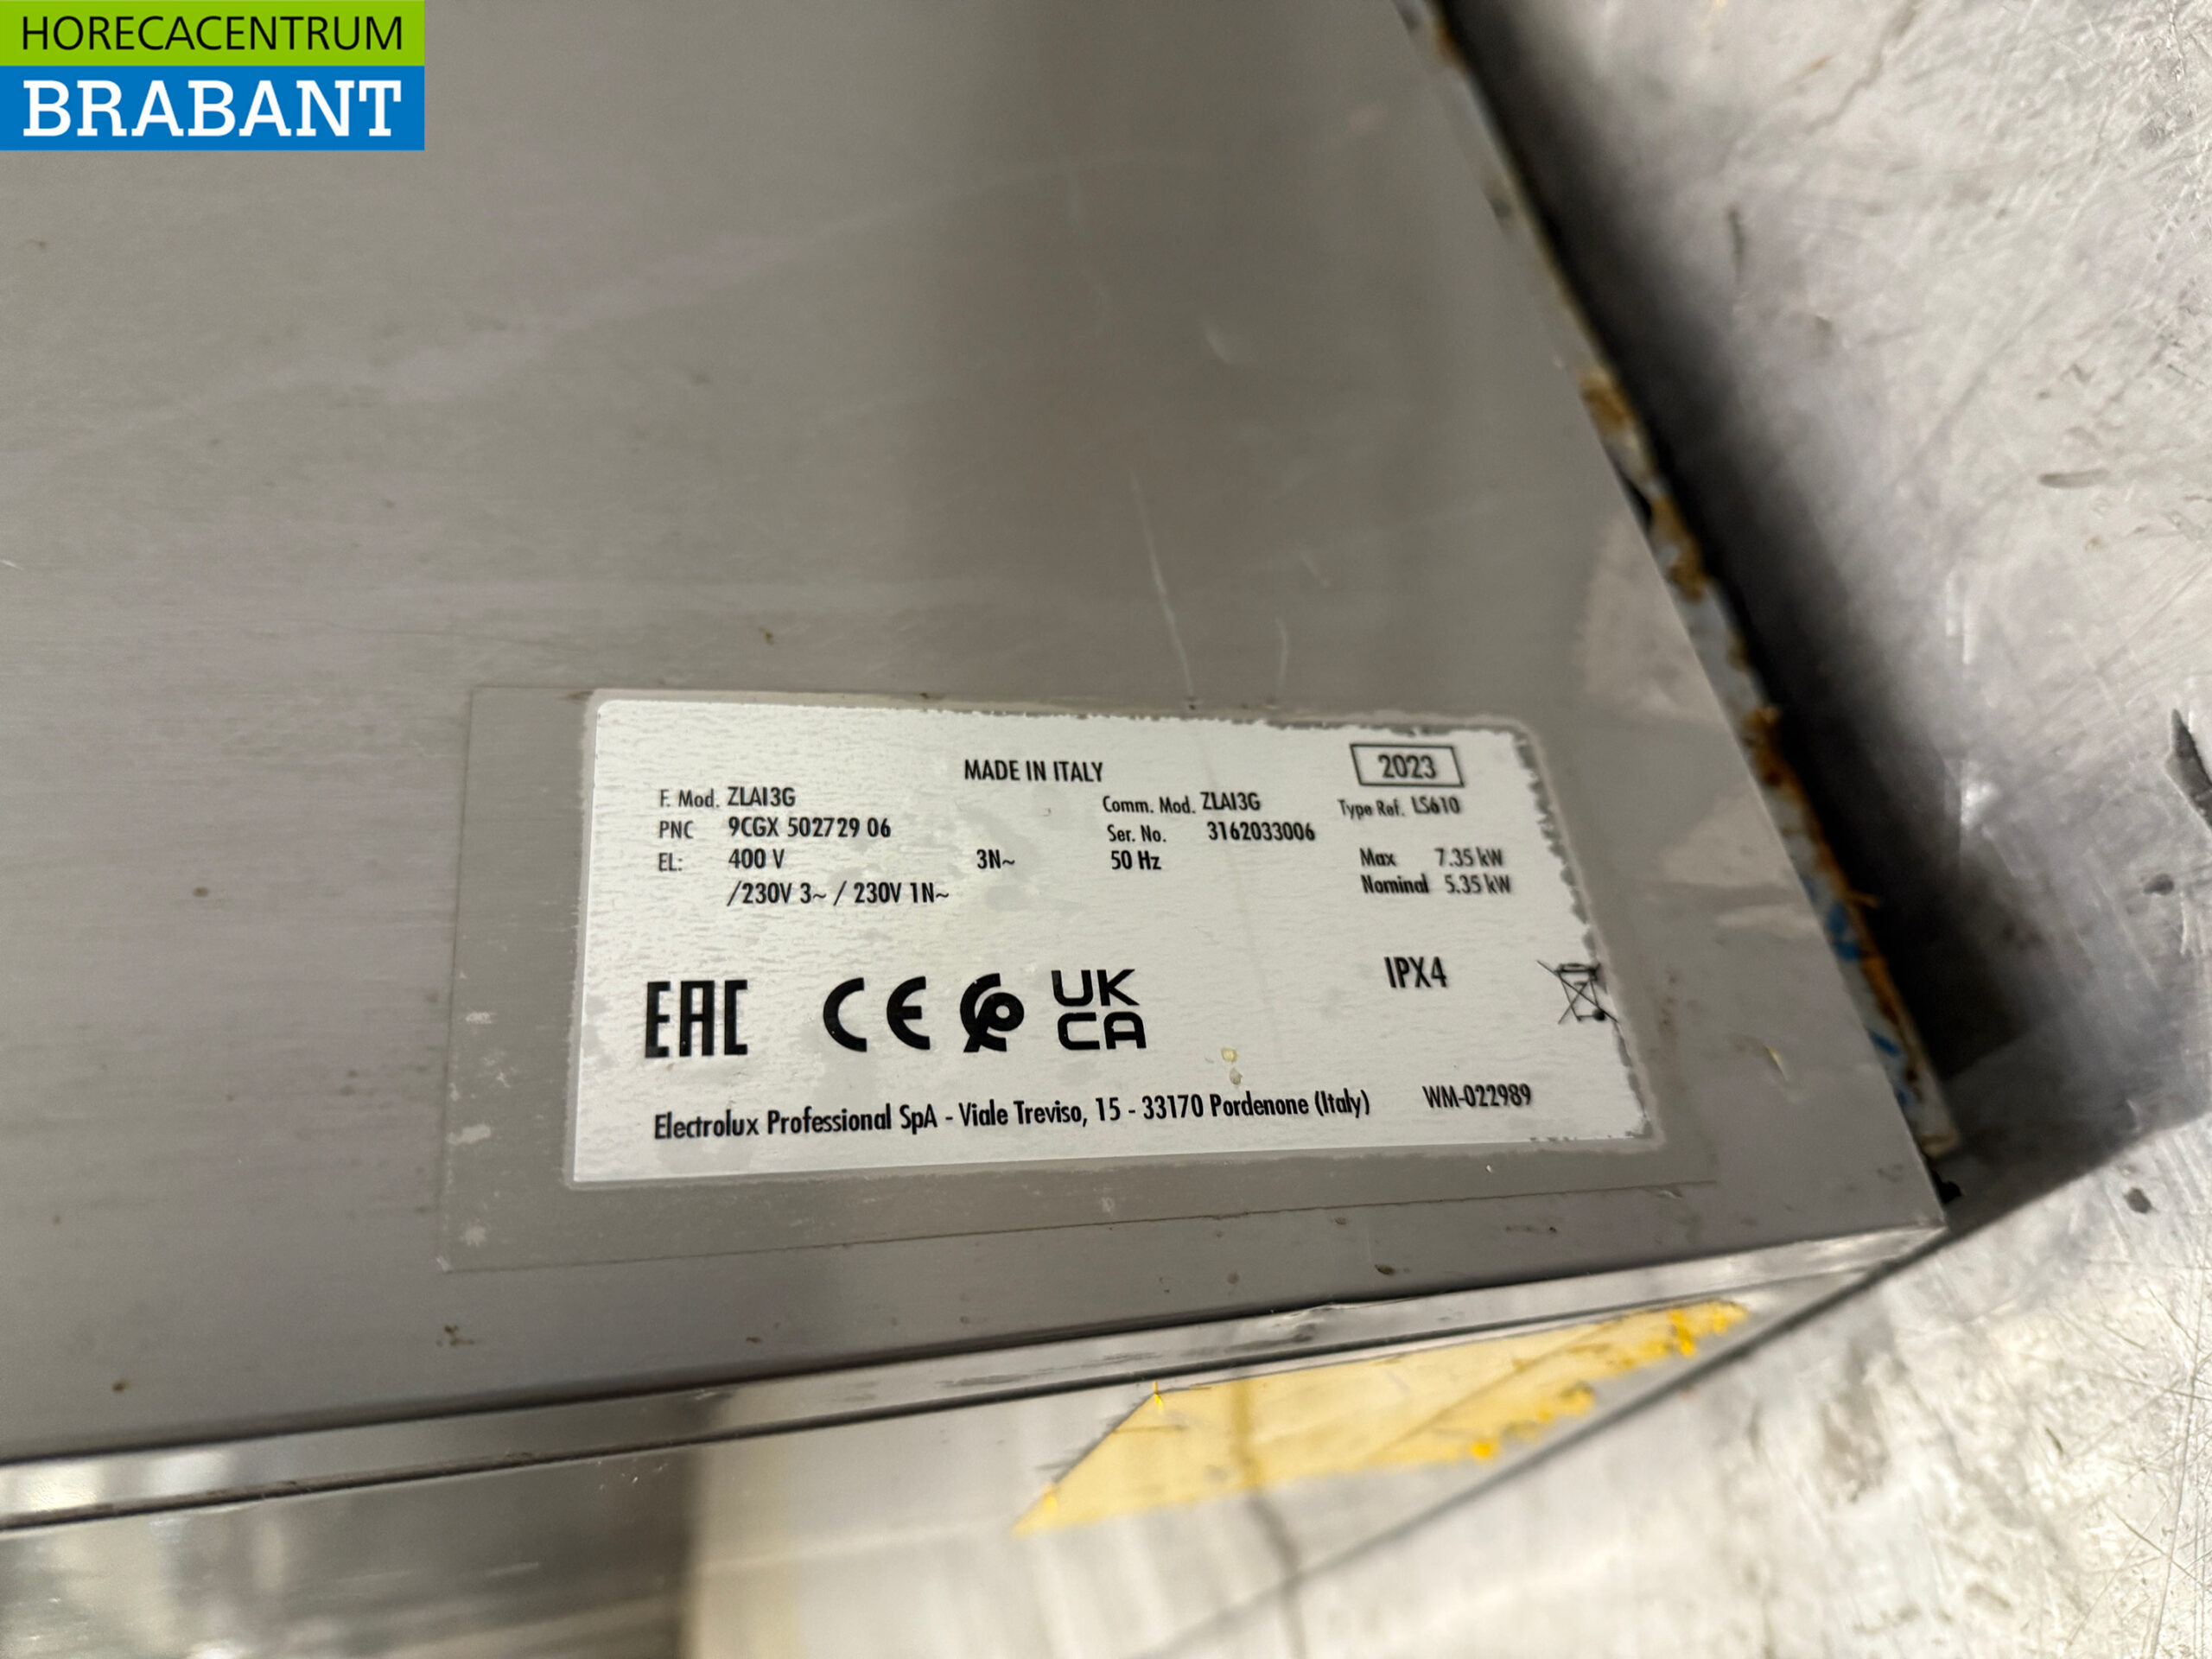 HORECACENTRUM
BRABANT
MADE IN ITALY
2023
F. Mod. ZLAI3G
Comm. Mod. ZLAI3G
Type Ref. LS610
PNC 9CGX 502729 06
Ser. No. 3162033006
EL: 400 V 3N~ 50 Hz
Max 7.35 kW
/230V 3~ / 230V 1N~
Nominal 5.35 kW
IPX4
EAC CE UK
CA
Electrolux Professional SpA - Viale Treviso, 15 - 33170 Pordenone (Italy) WM-022989